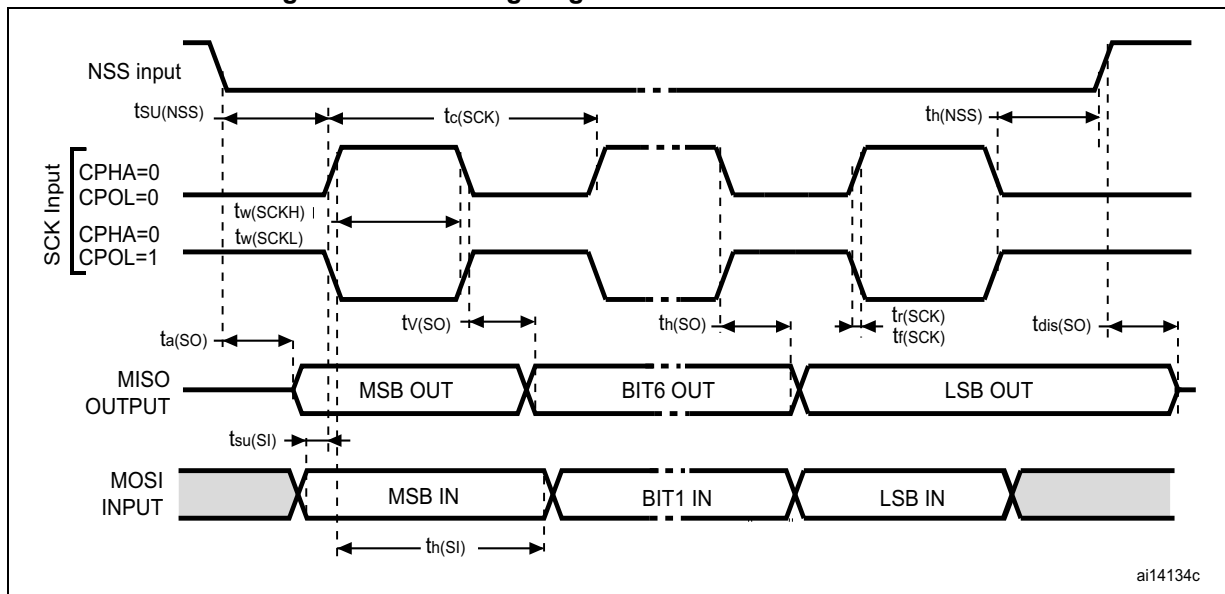 NSS input
tSU(NSS)
tc(SCK)
th(NSS)
SCK Input
CPHA=0
CPOL=0
tw(SCKH)
CPHA=0
tw(SCKL)
CPOL=1
tV(SO)
th(SO)
tr(SCK)
tf(SCK)
ta(SO)
tdis(SO)
MISO
OUTPUT
MSB OUT
BIT6 OUT
LSB OUT
tsu(SI)
MOSI
INPUT
MSB IN
BIT1 IN
LSB IN
th(SI)
ai14134c